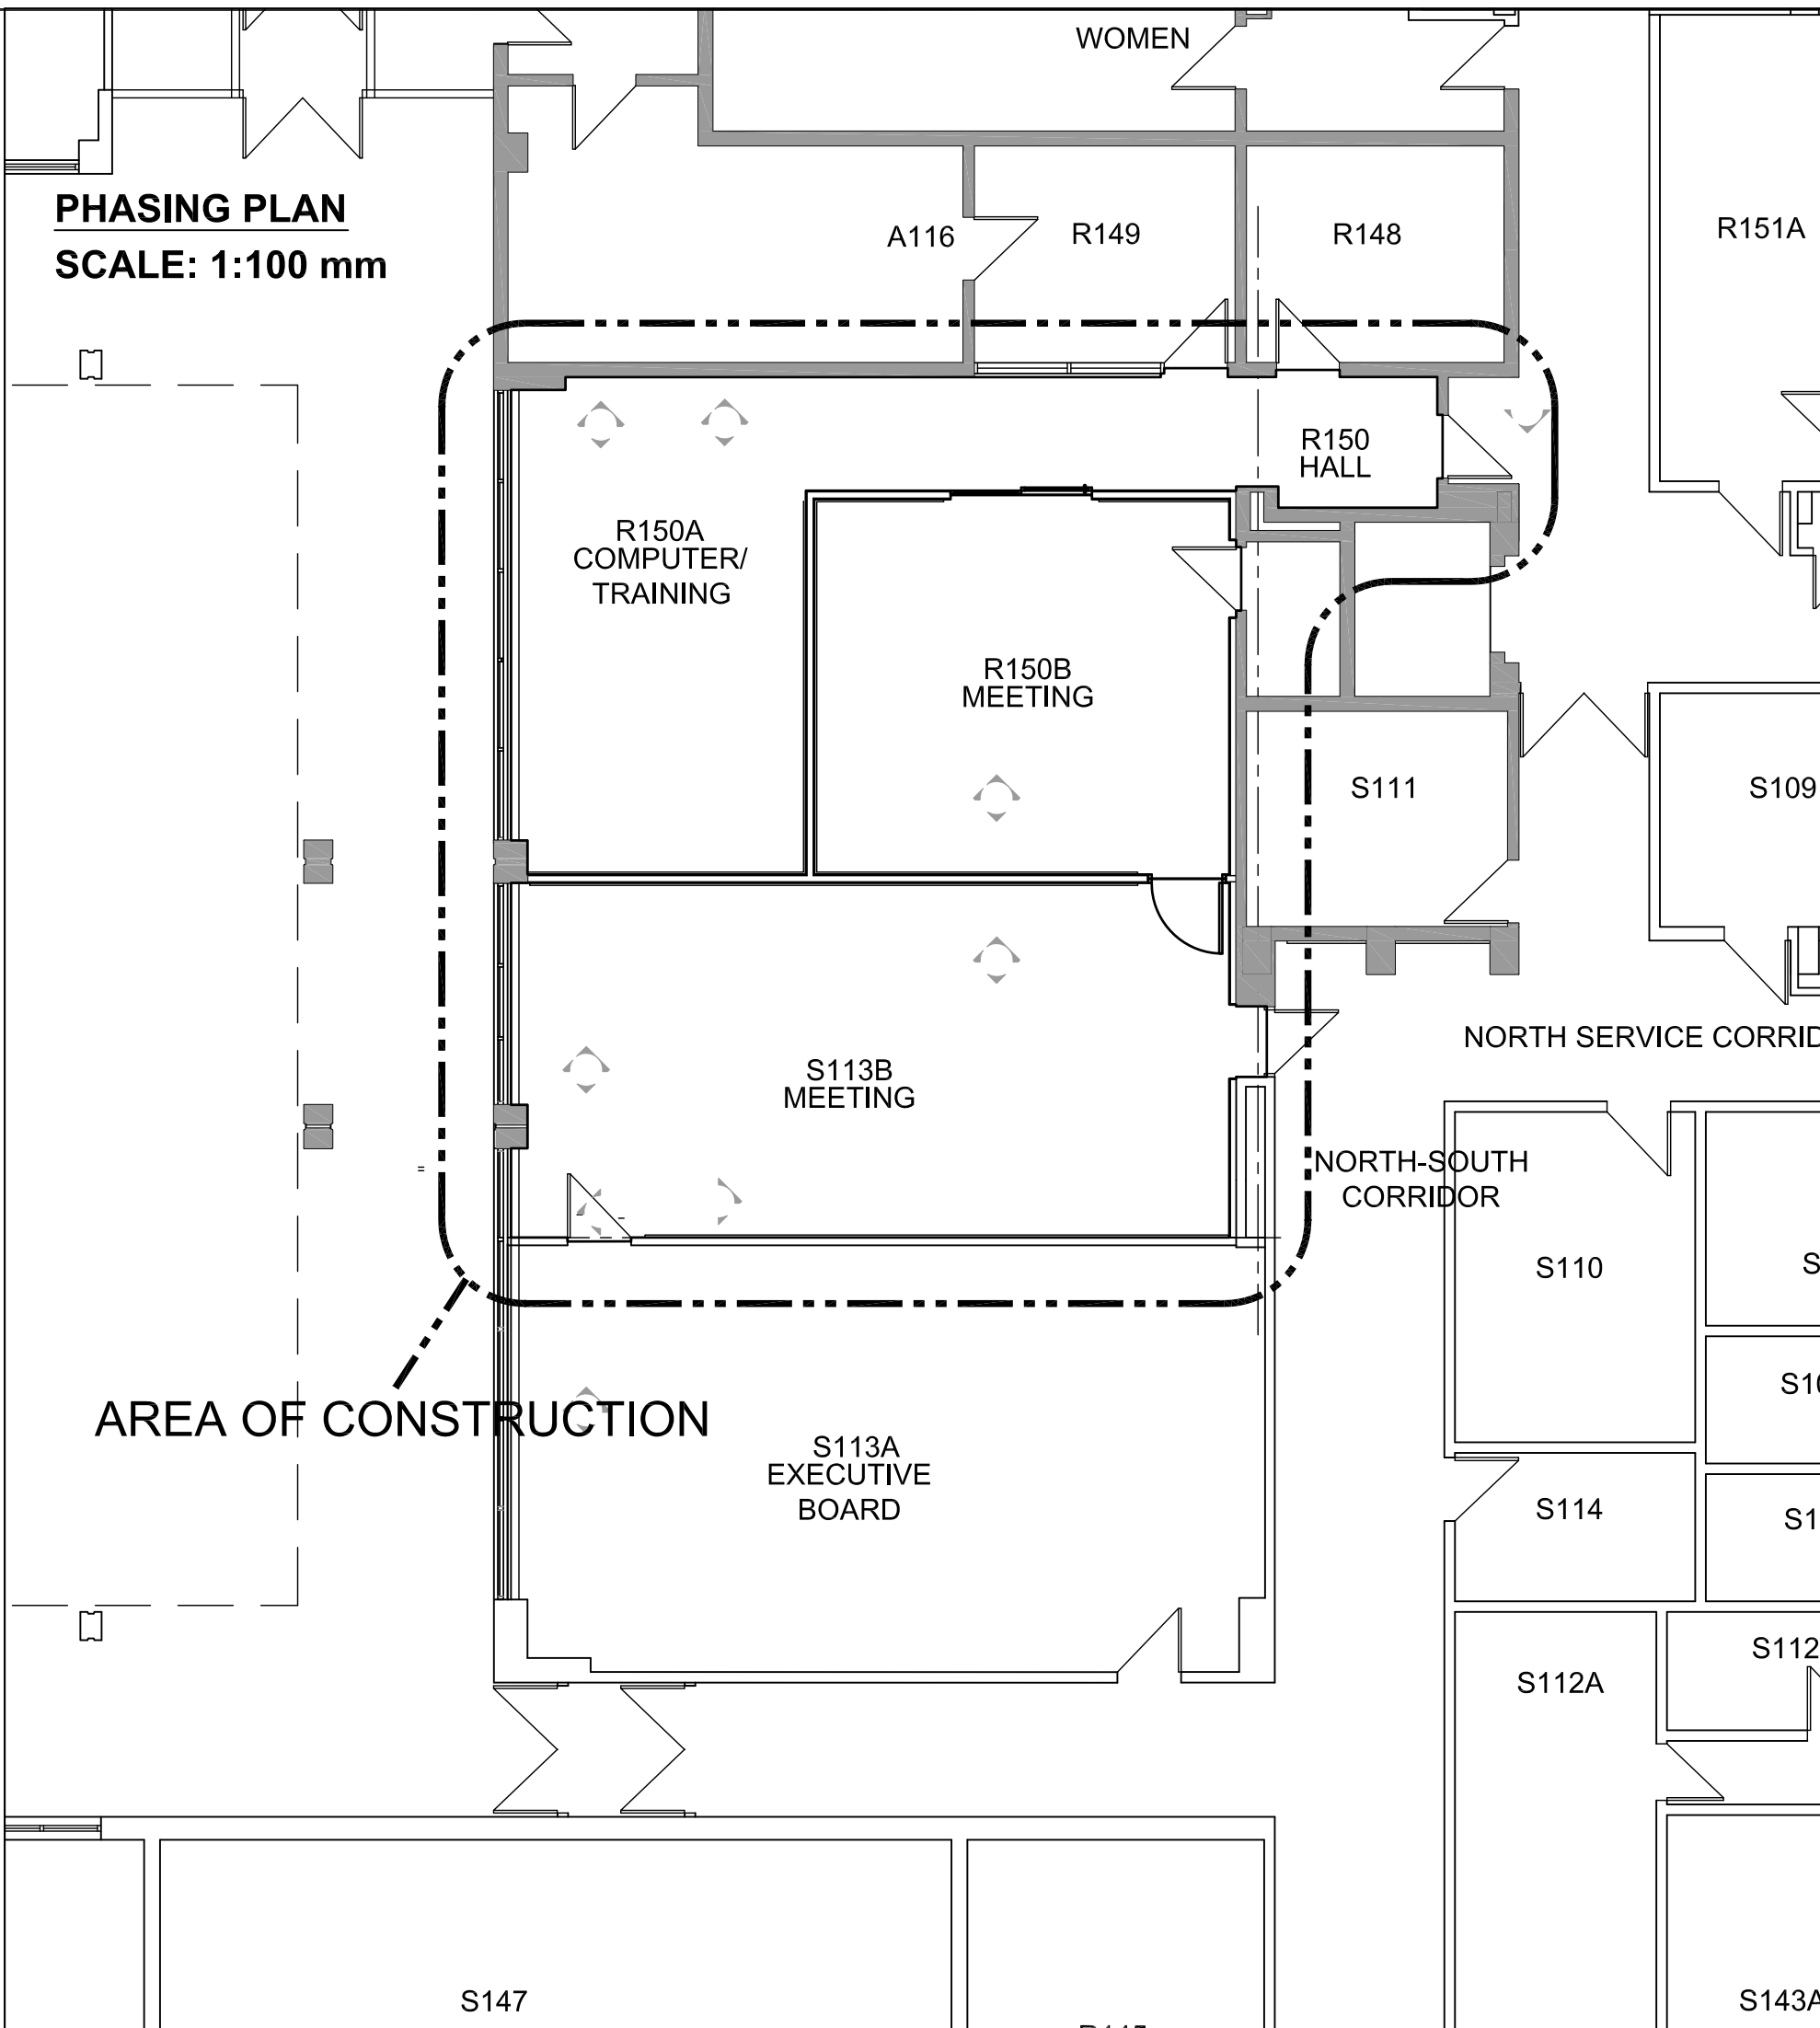 WOMEN
PHASING PLAN
SCALE: 1:100 mm
A116
R149
R148
R151A
R150
HALL
R150A
COMPUTER/
TRAINING
R150B
MEETING
S111
S109
NORTH SERVICE CORRID
S113B
MEETING
NORTH-SOUTH
CORRIDOR
S110
S
S10
AREA OF CONSTRUCTION
S113A
EXECUTIVE
BOARD
S114
S1
S112
S112A
S147
S143A